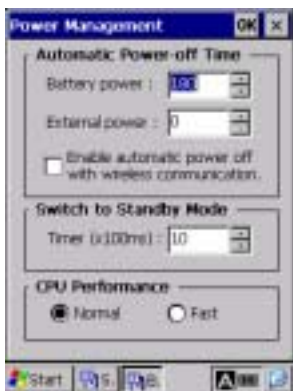 Power Management OK ×
Automatic Power-off Time
Battery power : 180
External power : 0
Enable automatic power off
with wireless communication.
Switch to Standby Mode
Timer (x100ms) : 10
CPU Performance
Normal Fast
Start S. B. A